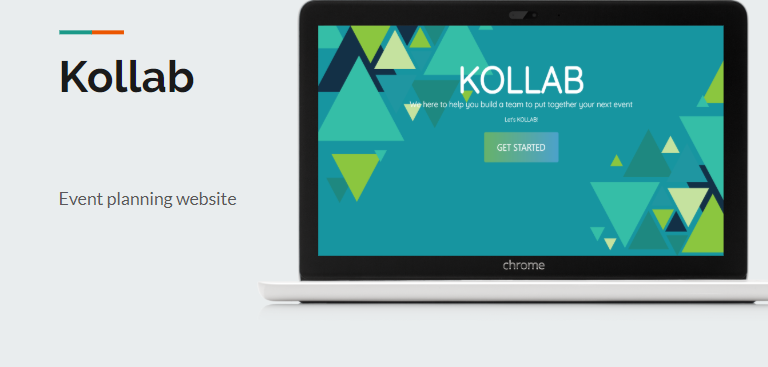 Kollab
Event planning website
KOLLAB
We here to help you build a team to put together your next event
Let's KOLLAB!
GET STARTED
chrome